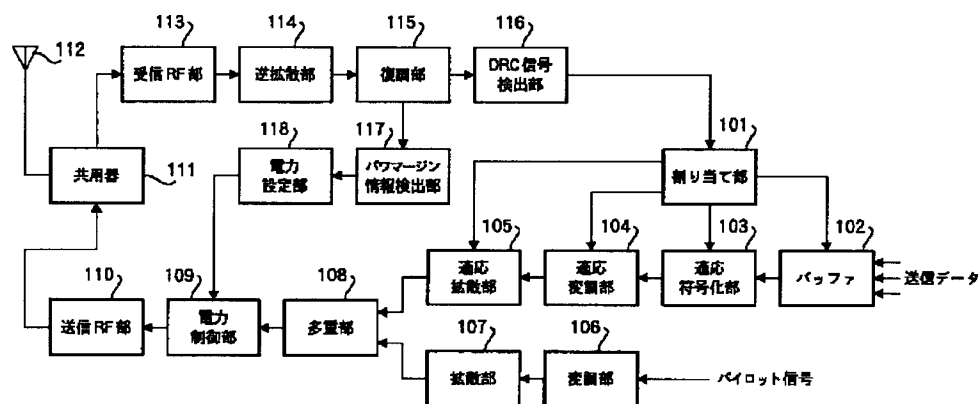 112
113
受信RF部
114
逆拡散部
115
復調部
116
DRC信号
検出部
118
電力
設定部
117
パワマージン
情報検出部
101
割り当て部
共用器
111
105
適応
拡散部
104
適応
変調部
103
適応
符号化部
102
バッファ
送信データ
110
送信RF部
109
電力
制御部
108
多重部
107
拡散部
106
変調部
パイロット信号